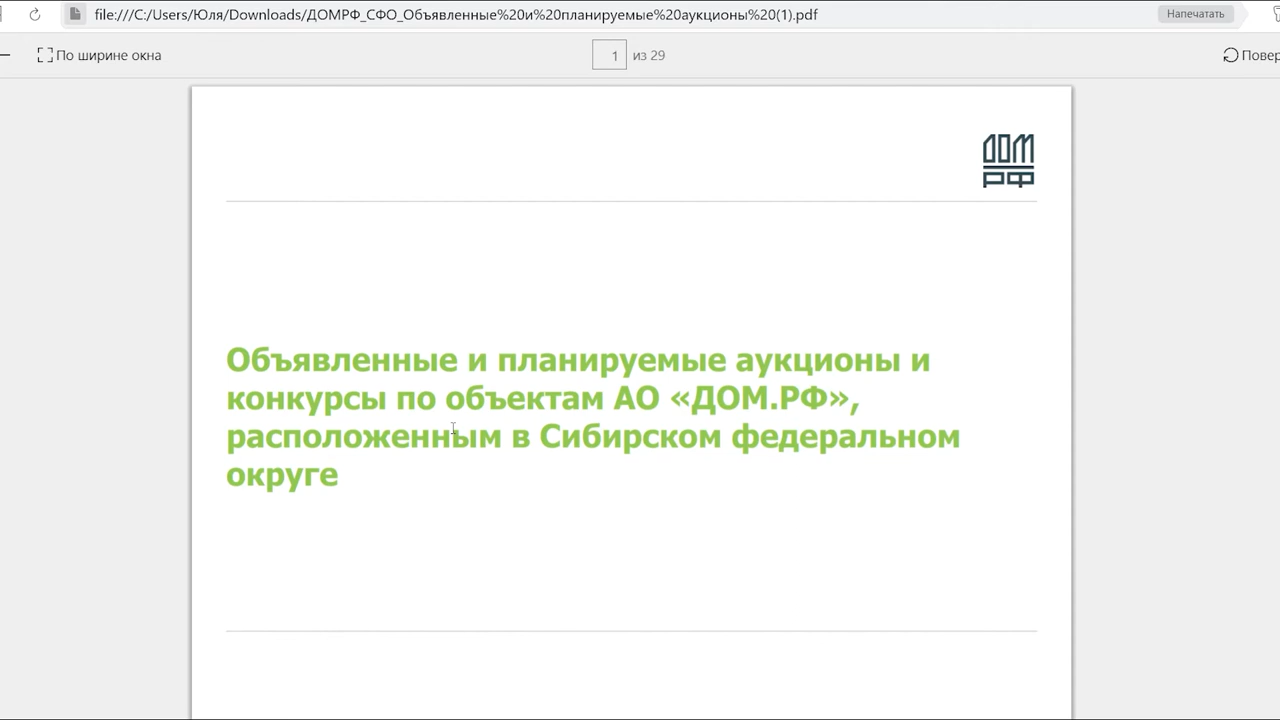 file:///C:/Users/Юля/Downloads/ДОМРФ_СФО_Объявленные%20и%20планируемые%20аукционы%20(1).pdf
Напечатать
По ширине окна
1 из 29
ДОМ
РФ
Объявленные и планируемые аукционы и
конкурсы по объектам АО «ДОМ.РФ»,
расположенным в Сибирском федеральном
округе